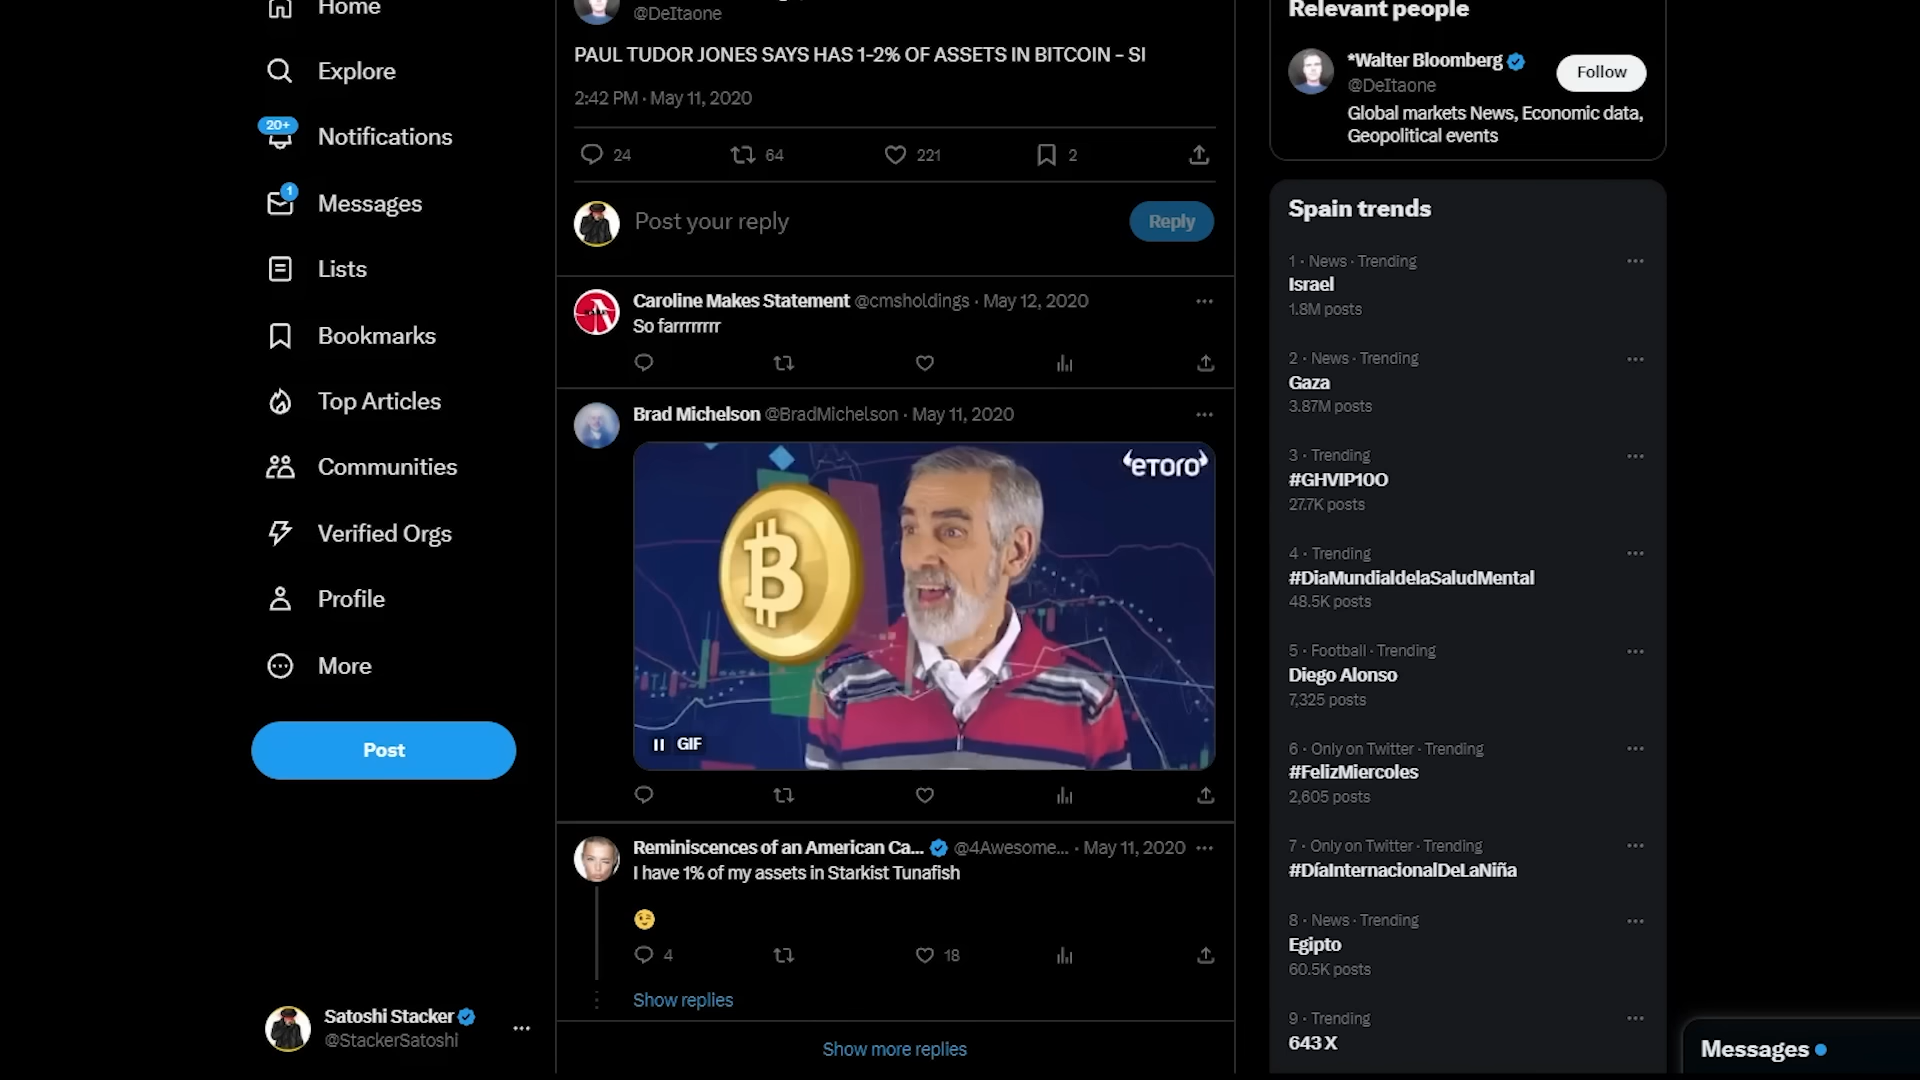 Home
Explore
20+
Notifications
1
Messages
Lists
Bookmarks
Top Articles
Communities
Verified Orgs
Profile
More
Post
Satoshi Stacker
@StackerSatoshi
@DeItaone
PAUL TUDOR JONES SAYS HAS 1-2% OF ASSETS IN BITCOIN - SI
2:42 PM · May 11, 2020
24 64 221 2
Post your reply
Reply
Caroline Makes Statement @cmsholdings · May 12, 2020
So farrrrrrr
Brad Michelson @BradMichelson · May 11, 2020
eToro
GIF
Reminiscences of an American Ca... @4Awesome... · May 11, 2020
I have 1% of my assets in Starkist Tunafish
4 18
Show replies
Show more replies
Relevant people
*Walter Bloomberg
@DeItaone
Follow
Global markets News, Economic data,
Geopolitical events
Spain trends
1 · News · Trending
Israel
1.8M posts
2 · News · Trending
Gaza
3.87M posts
3 · Trending
#GHVIP10O
27.7K posts
4 · Trending
#DiaMundialdelaSaludMental
48.5K posts
5 · Football · Trending
Diego Alonso
7,325 posts
6 · Only on Twitter · Trending
#FelizMiercoles
2,605 posts
7 · Only on Twitter · Trending
#DíaInternacionalDeLaNiña
8 · News · Trending
Egipto
60.5K posts
9 · Trending
643 X
Messages